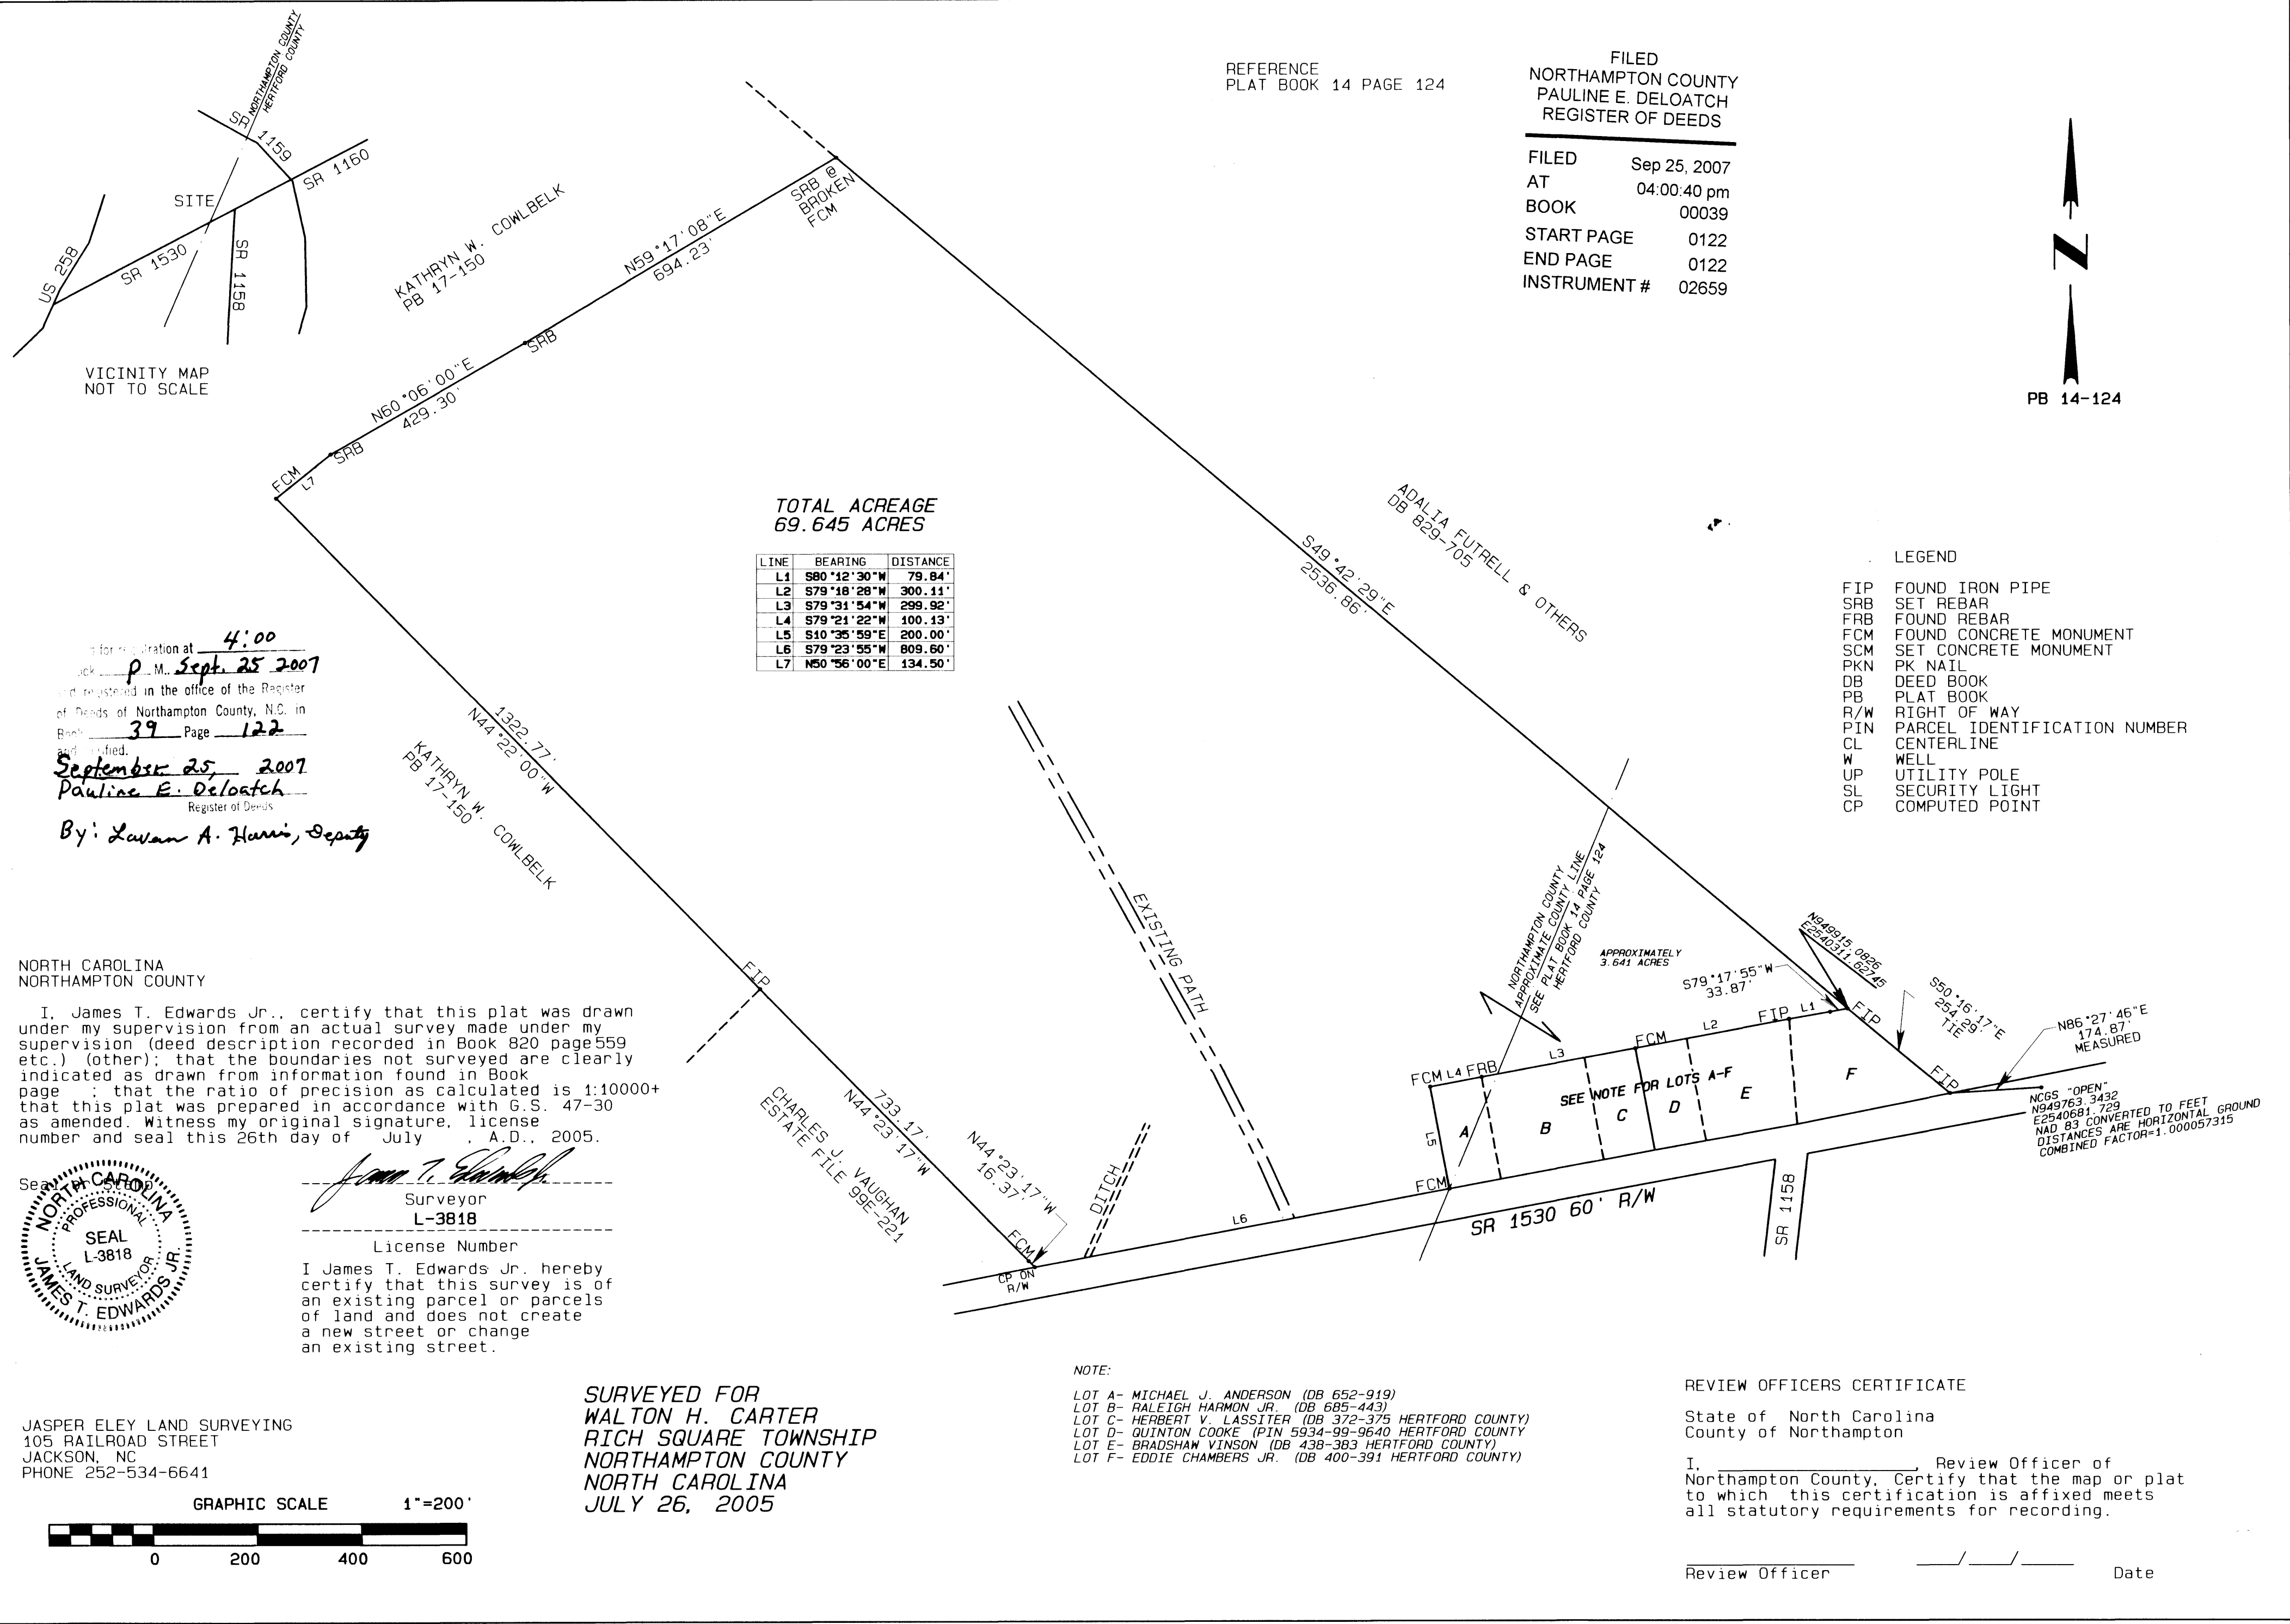 NORTHAMPTON COUNTY
HERTFORD COUNTY
SR
1159
SR 1160
SITE
US 258
SR 1530
SR 1158
VICINITY MAP
NOT TO SCALE
REFERENCE
PLAT BOOK 14 PAGE 124
FILED
NORTHAMPTON COUNTY
PAULINE E. DELOATCH
REGISTER OF DEEDS
FILED Sep 25, 2007
AT 04:00:40 pm
BOOK 00039
START PAGE 0122
END PAGE 0122
INSTRUMENT # 02659
N
PB 14-124
KATHRYN W. COWLBELK
PB 17-150
N59°17'08"E
694.23'
SRB @
BROKEN
FCM
N60°06'00"E
429.30'
SRB
SRB
FCM
L7
TOTAL ACREAGE
69.645 ACRES
LINE BEARING DISTANCE
L1 S80°12'30"W 79.84'
L2 S79°18'28"W 300.11'
L3 S79°31'54"W 299.92'
L4 S79°21'22"W 100.13'
L5 S10°35'59"E 200.00'
L6 S79°23'55"W 809.60'
L7 N50°56'00"E 134.50'
ADALIA FUTRELL & OTHERS
DB 829-705
S49°42'29"E
2536.86'
LEGEND
FIP FOUND IRON PIPE
SRB SET REBAR
FRB FOUND REBAR
FCM FOUND CONCRETE MONUMENT
SCM SET CONCRETE MONUMENT
PKN PK NAIL
DB DEED BOOK
PB PLAT BOOK
R/W RIGHT OF WAY
PIN PARCEL IDENTIFICATION NUMBER
CL CENTERLINE
W WELL
UP UTILITY POLE
SL SECURITY LIGHT
CP COMPUTED POINT
for ration at 4:00
P M. Sept. 25 2007
in the office of the Register
of Deeds of Northampton County, N.C. in
Book 39 Page 122
September 25, 2007
Pauline E. Deloatch
Register of Deeds
By: Lavern A. Harris, Deputy
1322.77'
N44°22'00"W
KATHRYN W. COWLBELK
PB 17-150
FIP
EXISTING PATH
NORTHAMPTON COUNTY
APPROXIMATE COUNTY LINE
SEE PLAT BOOK 14 PAGE 124
HERTFORD COUNTY
APPROXIMATELY
3.641 ACRES
N949915.0826
E2540311.62745
S79°17'55"W
33.87'
S50°16'17"E
254.29'
TIE
N86°27'46"E
174.87'
MEASURED
FIP
L1
FIP
L2
FCM
L3
FCM L4 FRB
SEE NOTE FOR LOTS A-F
A
B
C
D
E
F
L5
FCM
FIP
NCGS "OPEN"
N949763.3432
E2540681.729
NAD 83 CONVERTED TO FEET
DISTANCES ARE HORIZONTAL GROUND
COMBINED FACTOR=1.000057315
733.17'
N44°23'17"W
CHARLES J. VAUGHAN
ESTATE FILE 99E-221
N44°23'17"W
16.37'
DITCH
FCM
CP ON
R/W
L6
SR 1530 60' R/W
SR 1158
NORTH CAROLINA
NORTHAMPTON COUNTY
I, James T. Edwards Jr., certify that this plat was drawn
under my supervision from an actual survey made under my
supervision (deed description recorded in Book 820 page559
etc.) (other); that the boundaries not surveyed are clearly
indicated as drawn from information found in Book
page ; that the ratio of precision as calculated is 1:10000+
that this plat was prepared in accordance with G.S. 47-30
as amended. Witness my original signature, license
number and seal this 26th day of July , A.D., 2005.
Seal or Stamp
NORTH CAROLINA
PROFESSIONAL
SEAL
L-3818
LAND SURVEYOR
JAMES T. EDWARDS JR.
James T. Edwards Jr.
Surveyor
L-3818
License Number
I James T. Edwards Jr. hereby
certify that this survey is of
an existing parcel or parcels
of land and does not create
a new street or change
an existing street.
JASPER ELEY LAND SURVEYING
105 RAILROAD STREET
JACKSON, NC
PHONE 252-534-6641
GRAPHIC SCALE 1"=200'
0 200 400 600
SURVEYED FOR
WALTON H. CARTER
RICH SQUARE TOWNSHIP
NORTHAMPTON COUNTY
NORTH CAROLINA
JULY 26, 2005
NOTE:
LOT A- MICHAEL J. ANDERSON (DB 652-919)
LOT B- RALEIGH HARMON JR. (DB 685-443)
LOT C- HERBERT V. LASSITER (DB 372-375 HERTFORD COUNTY)
LOT D- QUINTON COOKE (PIN 5934-99-9640 HERTFORD COUNTY
LOT E- BRADSHAW VINSON (DB 438-383 HERTFORD COUNTY)
LOT F- EDDIE CHAMBERS JR. (DB 400-391 HERTFORD COUNTY)
REVIEW OFFICERS CERTIFICATE
State of North Carolina
County of Northampton
I, , Review Officer of
Northampton County, Certify that the map or plat
to which this certification is affixed meets
all statutory requirements for recording.
Review Officer
/ /
Date